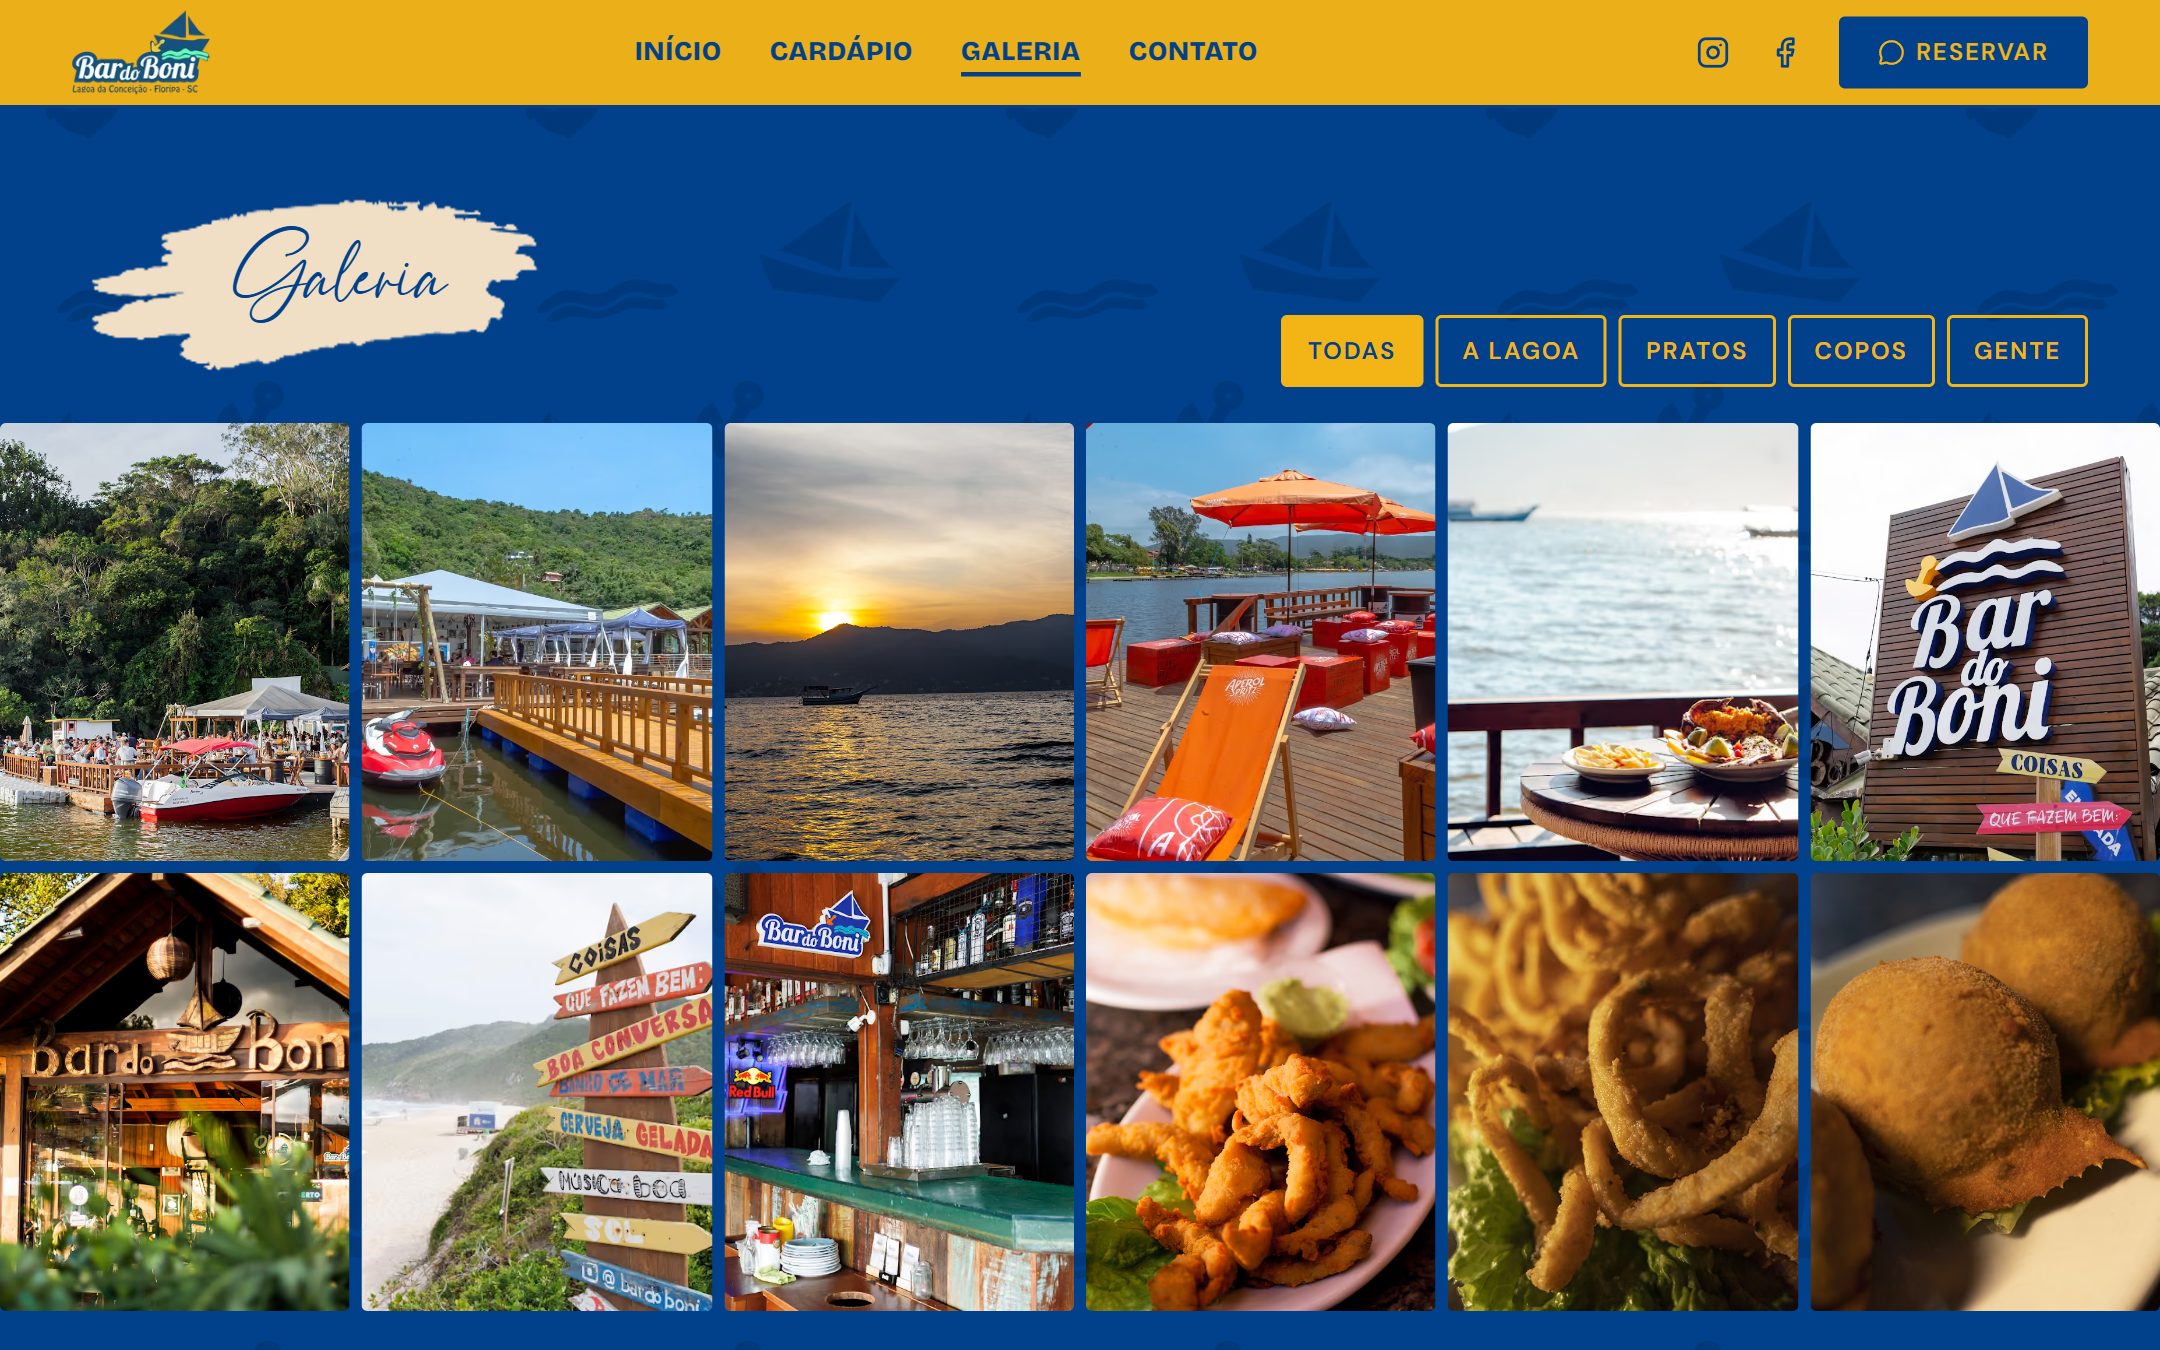 Bar do Boni
Lagoa da Conceição - Floripa - SC
INÍCIO
CARDÁPIO
GALERIA
CONTATO
RESERVAR
Galeria
TODAS
A LAGOA
PRATOS
COPOS
GENTE
APEROL
SPRITZ
Bar
do
Boni
COISAS
QUE FAZEM BEM:
Bar do Bon
COISAS
QUE FAZEM BEM:
BOA CONVERSA
BANHO DE MAR
CERVEJA GELADA
MÚSICA boa
SOL
@bardoboni
Bar do Boni
Red Bull